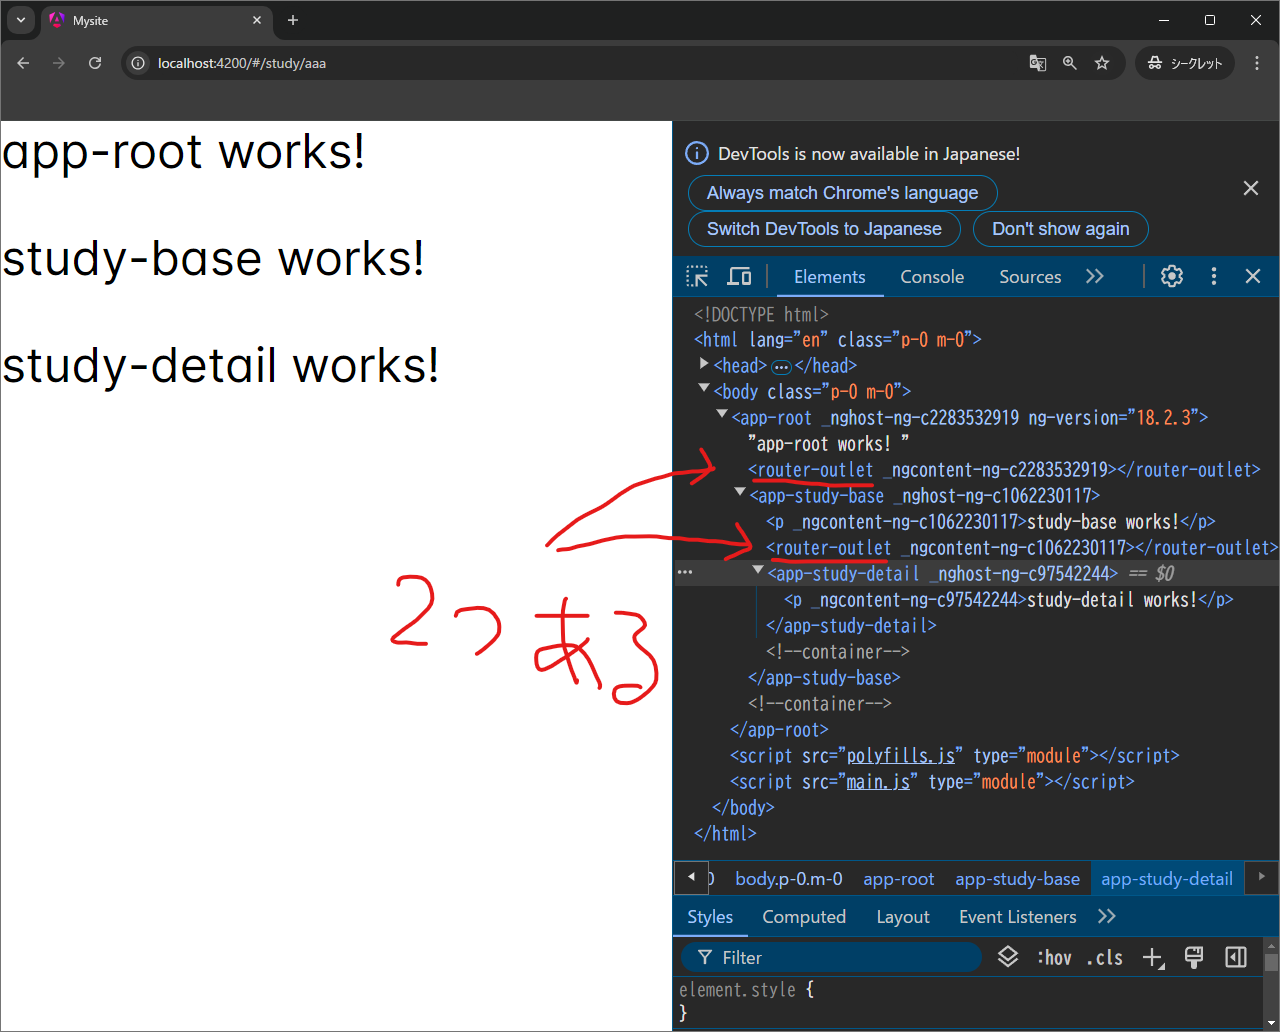 Mysite
localhost:4200/#/study/aaa
シークレット
app-root works!
study-base works!
study-detail works!
2つある
DevTools is now available in Japanese!
Always match Chrome's language
Switch DevTools to Japanese
Don't show again
Elements Console Sources
<!DOCTYPE html>
<html lang="en" class="p-0 m-0">
<head>…</head>
<body class="p-0 m-0">
<app-root _nghost-ng-c2283532919 ng-version="18.2.3">
"app-root works! "
<router-outlet _ngcontent-ng-c2283532919></router-outlet>
<app-study-base _nghost-ng-c1062230117>
<p _ngcontent-ng-c1062230117>study-base works!</p>
<router-outlet _ngcontent-ng-c1062230117></router-outlet>
<app-study-detail _nghost-ng-c97542244> == $0
<p _ngcontent-ng-c97542244>study-detail works!</p>
</app-study-detail>
<!--container-->
</app-study-base>
<!--container-->
</app-root>
<script src="polyfills.js" type="module"></script>
<script src="main.js" type="module"></script>
</body>
</html>
body.p-0.m-0 app-root app-study-base app-study-detail
Styles Computed Layout Event Listeners
Filter :hov .cls
element.style {
}